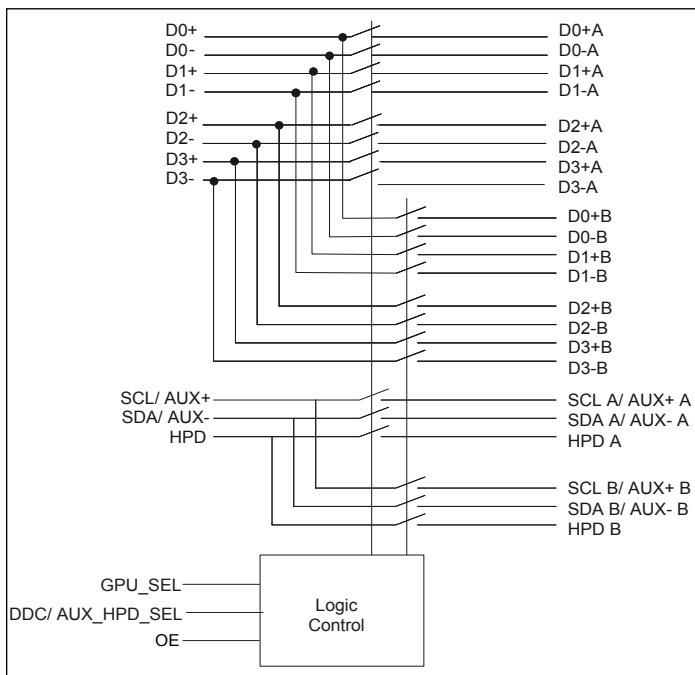 D0+ D0+A
D0- D0-A
D1+ D1+A
D1- D1-A
D2+ D2+A
D2- D2-A
D3+ D3+A
D3- D3-A
D0+B
D0-B
D1+B
D1-B
D2+B
D2-B
D3+B
D3-B
SCL/ AUX+ SCL A/ AUX+ A
SDA/ AUX- SDA A/ AUX- A
HPD HPD A
SCL B/ AUX+ B
SDA B/ AUX- B
HPD B
GPU_SEL
DDC/ AUX_HPD_SEL
OE
Logic
Control